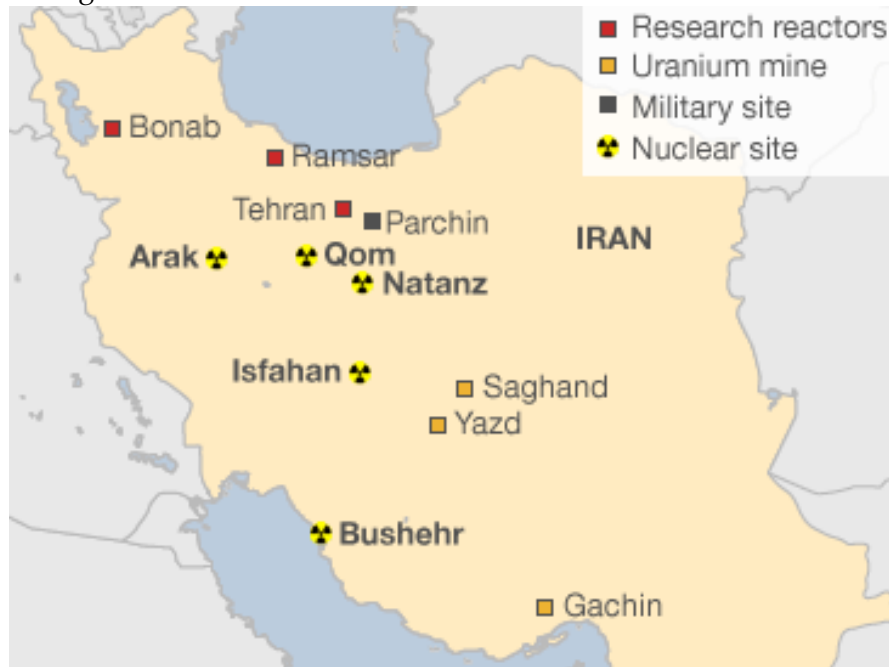 Research reactors
Uranium mine
Military site
Nuclear site
Bonab
Ramsar
Tehran
Parchin
IRAN
Arak
Qom
Natanz
Isfahan
Saghand
Yazd
Bushehr
Gachin